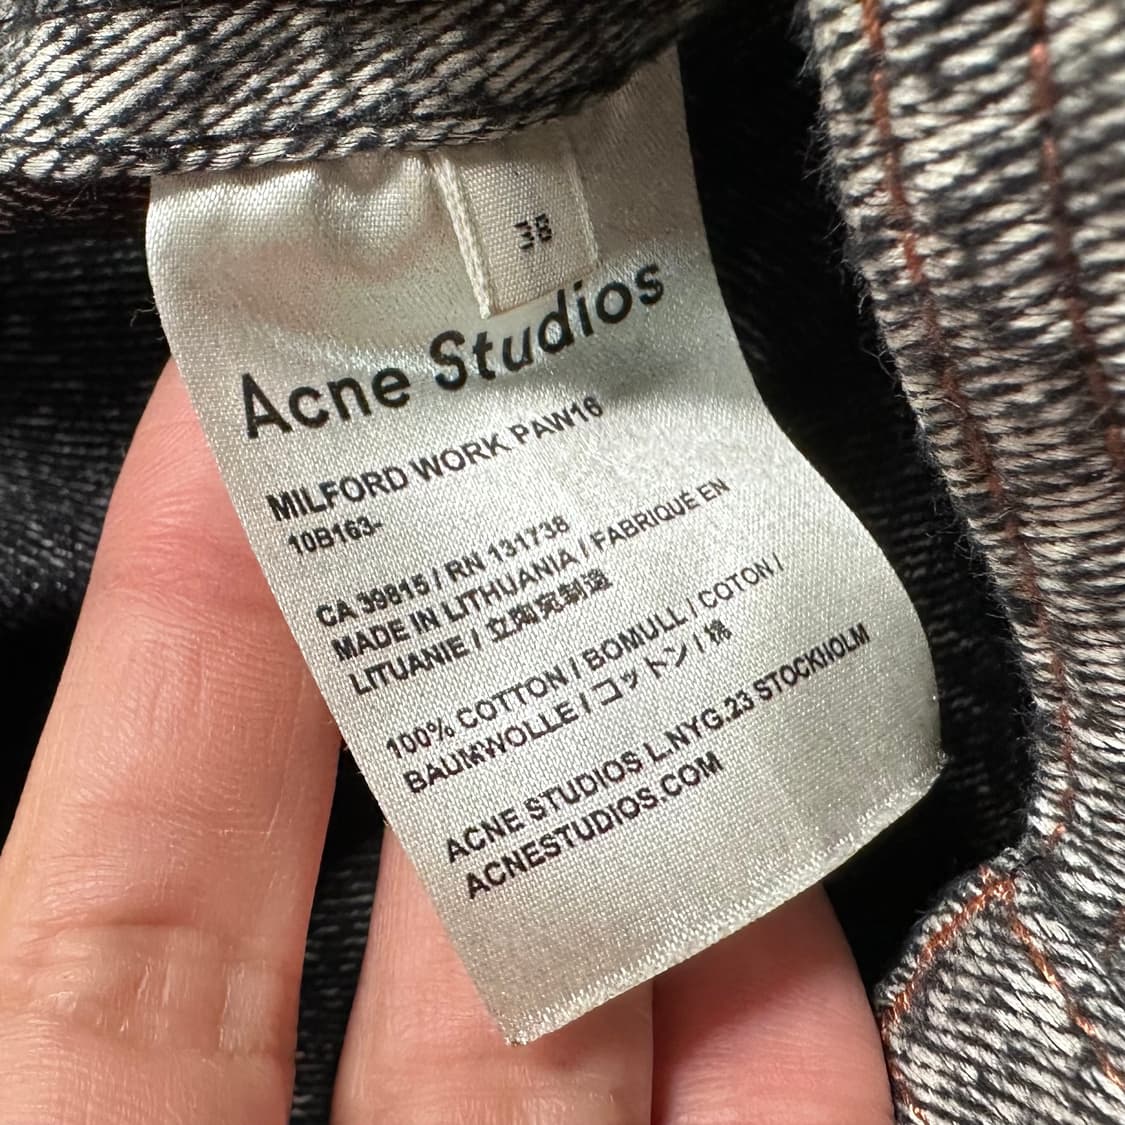 38
Acne Studios
MILFORD WORK PAW16
10B163-
CA 39815 / RN 131738
MADE IN LITHUANIA / FABRIQUÉ EN
LITUANIE / 立陶宛制造
100% COTTON / BOMULL / COTON /
BAUMWOLLE / コットン / 棉
ACNE STUDIOS L.NYG.23 STOCKHOLM
ACNESTUDIOS.COM